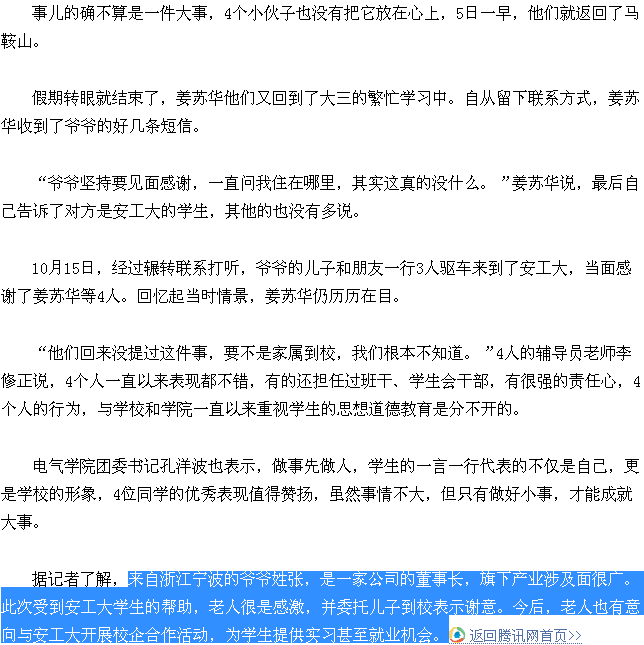 事儿的确不算是一件大事，4个小伙子也没有把它放在心上，5日一早，他们就返回了马
鞍山。
假期转眼就结束了，姜苏华他们又回到了大三的繁忙学习中。自从留下联系方式，姜苏
华收到了爷爷的好几条短信。
“爷爷坚持要见面感谢，一直问我住在哪里，其实这真的没什么。”姜苏华说，最后自
己告诉了对方是安工大的学生，其他的也没有多说。
10月15日，经过辗转联系打听，爷爷的儿子和朋友一行3人驱车来到了安工大，当面感
谢了姜苏华等4人。回忆起当时情景，姜苏华仍历历在目。
“他们回来没提过这件事，要不是家属到校，我们根本不知道。”4人的辅导员老师李
修正说，4个人一直以来表现都不错，有的还担任过班干、学生会干部，有很强的责任心，4
个人的行为，与学校和学院一直以来重视学生的思想道德教育是分不开的。
电气学院团委书记孔洋波也表示，做事先做人，学生的一言一行代表的不仅是自己，更
是学校的形象，4位同学的优秀表现值得赞扬，虽然事情不大，但只有做好小事，才能成就
大事。
据记者了解，来自浙江宁波的爷爷姓张，是一家公司的董事长，旗下产业涉及面很广。
此次受到安工大学生的帮助，老人很是感激，并委托儿子到校表示谢意。今后，老人也有意
向与安工大开展校企合作活动，为学生提供实习甚至就业机会。返回腾讯网首页>>